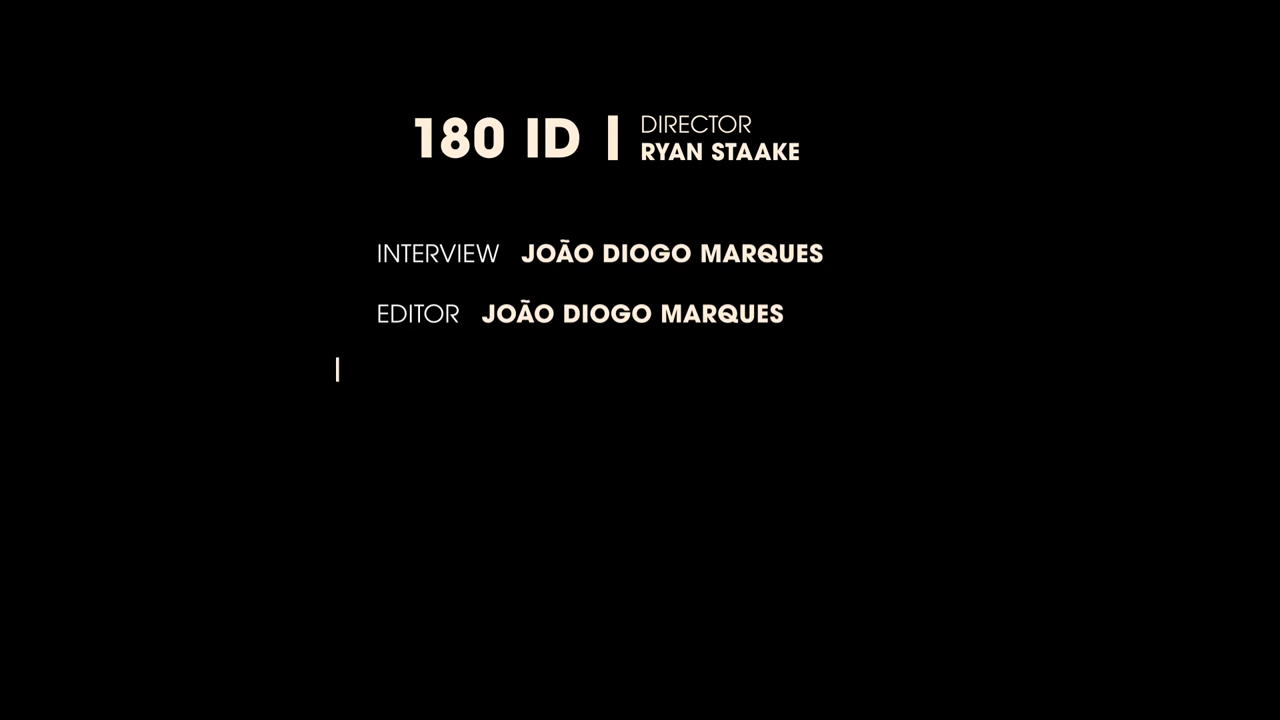 180 ID | DIRECTOR
RYAN STAAKE
INTERVIEW JOÃO DIOGO MARQUES
EDITOR JOÃO DIOGO MARQUES